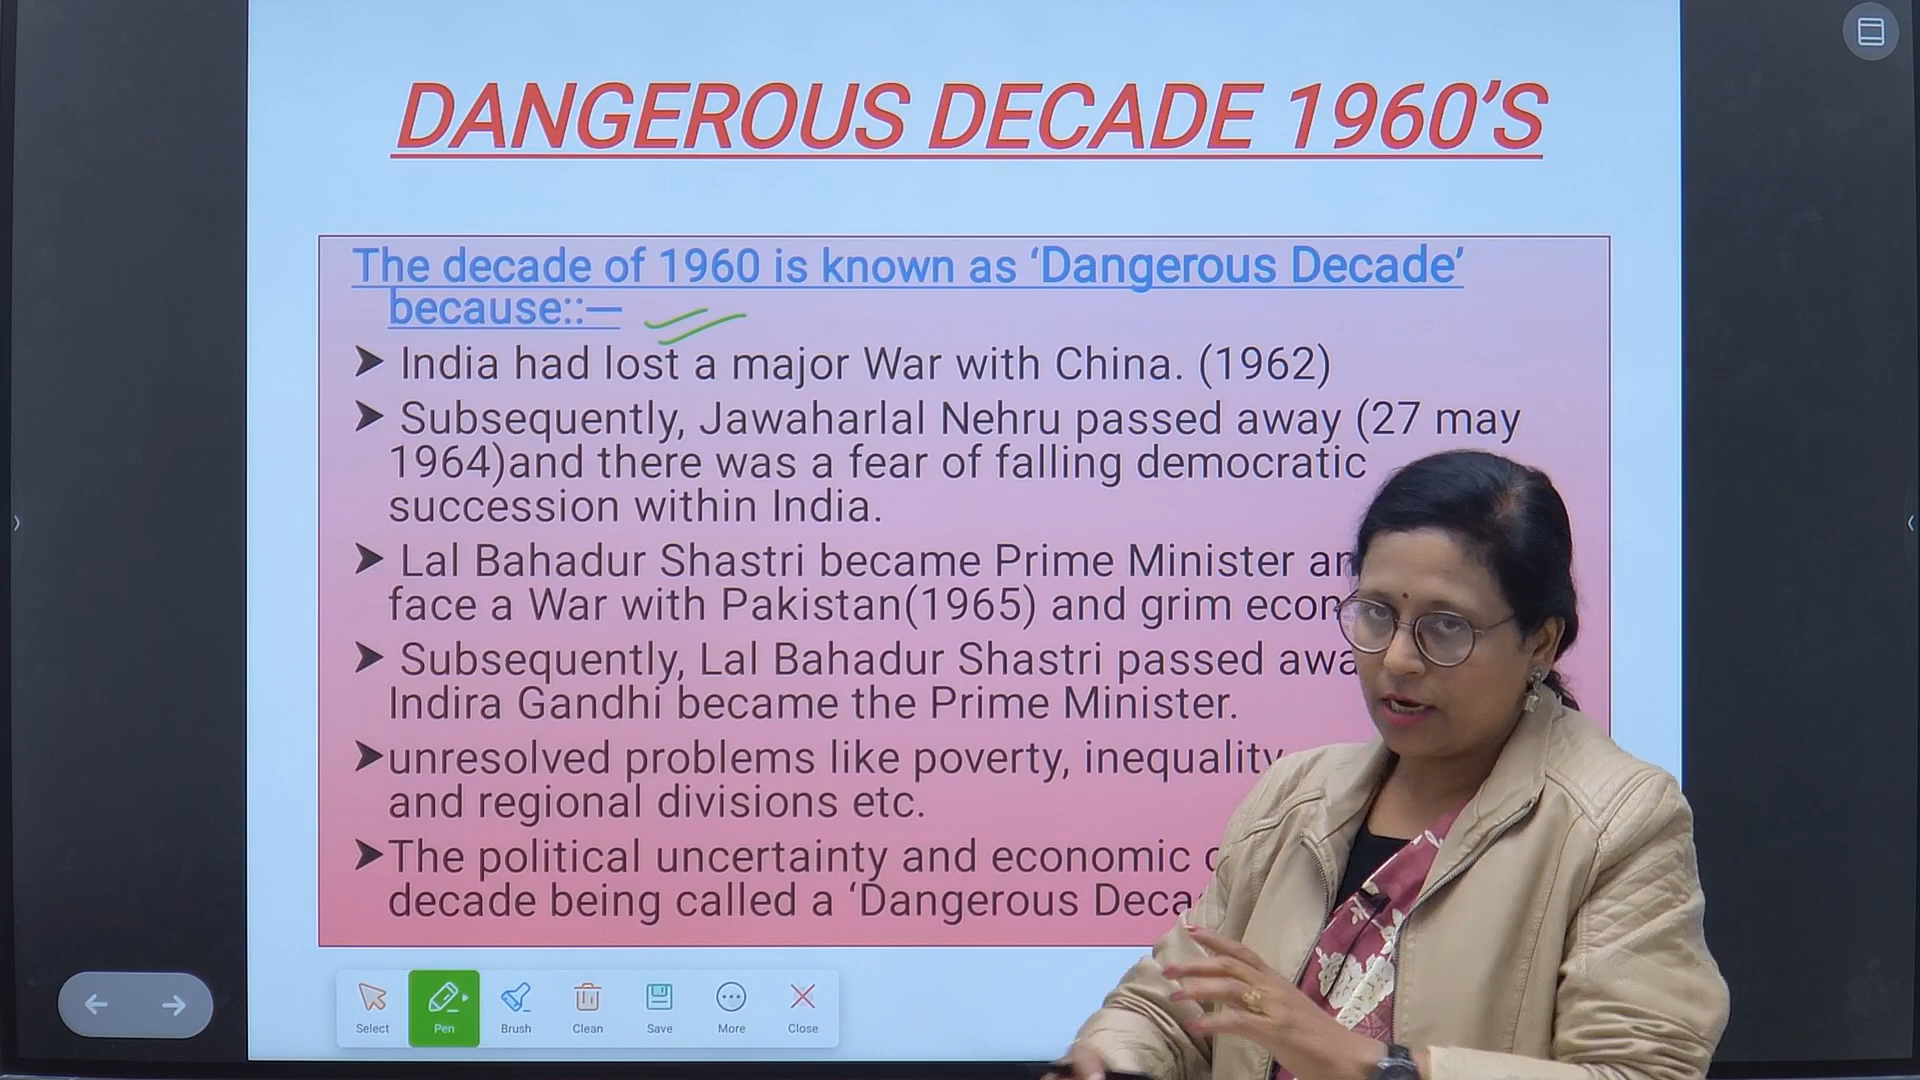 DANGEROUS DECADE 1960’S
The decade of 1960 is known as ‘Dangerous Decade’
because::—
➤ India had lost a major War with China. (1962)
➤ Subsequently, Jawaharlal Nehru passed away (27 may
1964)and there was a fear of falling democratic
succession within India.
➤ Lal Bahadur Shastri became Prime Minister
face a War with Pakistan(1965) and grim
➤ Subsequently, Lal Bahadur Shastri passed
Indira Gandhi became the Prime Minister.
➤unresolved problems like poverty, inequality
and regional divisions etc.
➤The political uncertainty and economic
decade being called a ‘Dangerous
Select Pen Brush Clean Save More Close